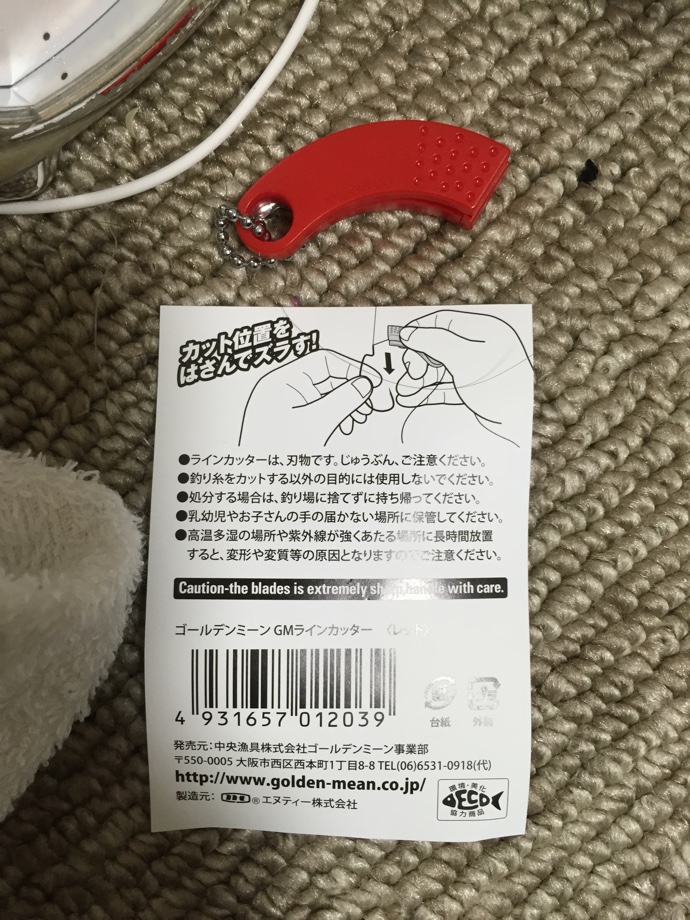 カット位置を
はさんでズラす!
●ラインカッターは、刃物です。じゅうぶん、ご注意ください。
●釣り糸をカットする以外の目的には使用しないでください。
●処分する場合は、釣り場に捨てずに持ち帰ってください。
●乳幼児やお子さんの手の届かない場所に保管してください。
●高温多湿の場所や紫外線が強くあたる場所に長時間放置
すると、変形や変質等の原因となりますのでご注意ください。
Caution-the blades is extremely sharp,handle with care.
ゴールデンミーン GMラインカッター 〈レッド〉
4 931657 012039
台紙 外装
発売元:中央漁具株式会社ゴールデンミーン事業部
〒550-0005 大阪市西区西本町1丁目8-8 TEL(06)6531-0918(代)
http://www.golden-mean.co.jp/
製造元: ® エヌティー株式会社
環境・美化
ECO
協力商品